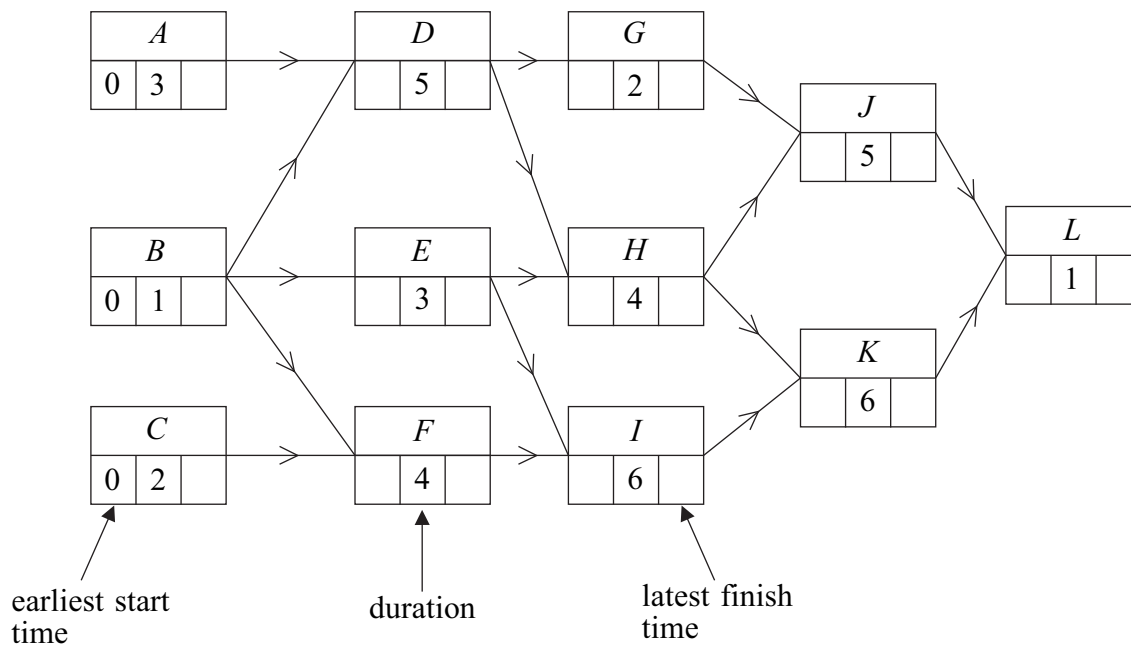 A D G
0 3 5 2
J
5
B E H L
0 1 3 4 1
K
6
C F I
0 2 4 6
earliest start
time
duration
latest finish
time